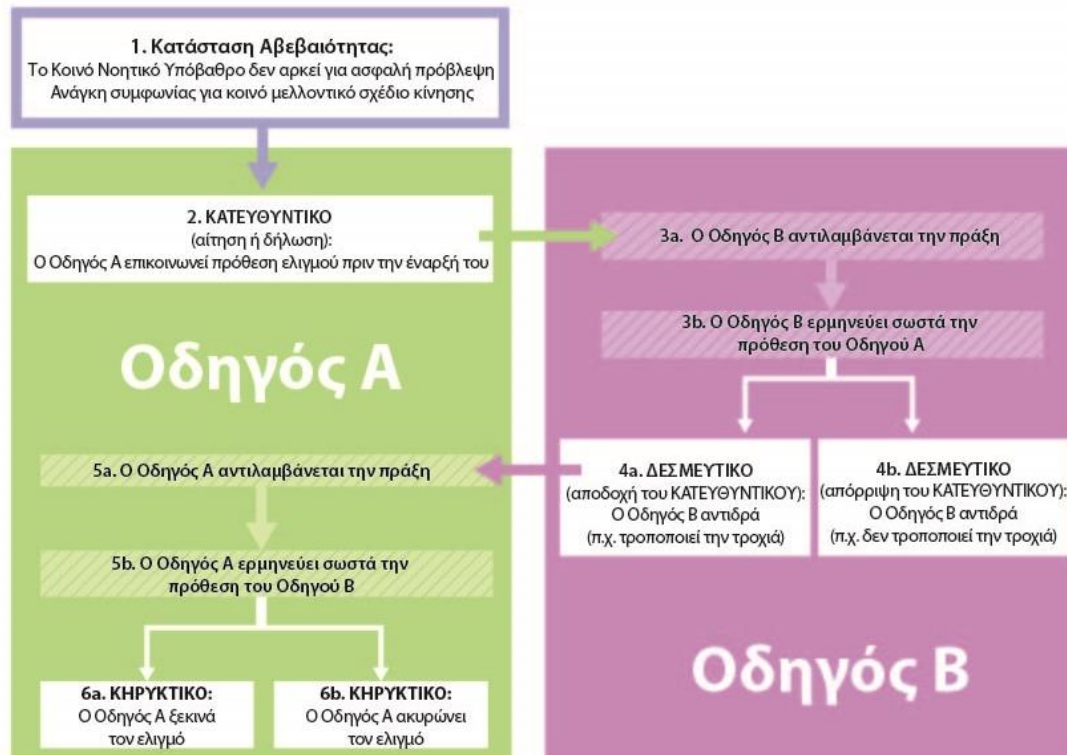 1. Κατάσταση Αβεβαιότητας:
Το Κοινό Νοητικό Υπόβαθρο δεν αρκεί για ασφαλή πρόβλεψη
Ανάγκη συμφωνίας για κοινό μελλοντικό σχέδιο κίνησης
2. ΚΑΤΕΥΘΥΝΤΙΚΟ
(αίτηση ή δήλωση):
Ο Οδηγός Α επικοινωνεί πρόθεση ελιγμού πριν την έναρξή του
3a. Ο Οδηγός Β αντιλαμβάνεται την πράξη
3b. Ο Οδηγός Β ερμηνεύει σωστά την
πρόθεση του Οδηγού Α
Οδηγός Α
4a. ΔΕΣΜΕΥΤΙΚΟ
(αποδοχή του ΚΑΤΕΥΘΥΝΤΙΚΟΥ):
Ο Οδηγός Β αντιδρά
(π.χ. τροποποιεί την τροχιά)
4b. ΔΕΣΜΕΥΤΙΚΟ
(απόρριψη του ΚΑΤΕΥΘΥΝΤΙΚΟΥ):
Ο Οδηγός Β αντιδρά
(π.χ. δεν τροποποιεί την τροχιά)
5a. Ο Οδηγός Α αντιλαμβάνεται την πράξη
5b. Ο Οδηγός Α ερμηνεύει σωστά την
πρόθεση του Οδηγού Β
6a. ΚΗΡΥΚΤΙΚΟ:
Ο Οδηγός Α ξεκινά
τον ελιγμό
6b. ΚΗΡΥΚΤΙΚΟ:
Ο Οδηγός Α ακυρώνει
τον ελιγμό
Οδηγός Β